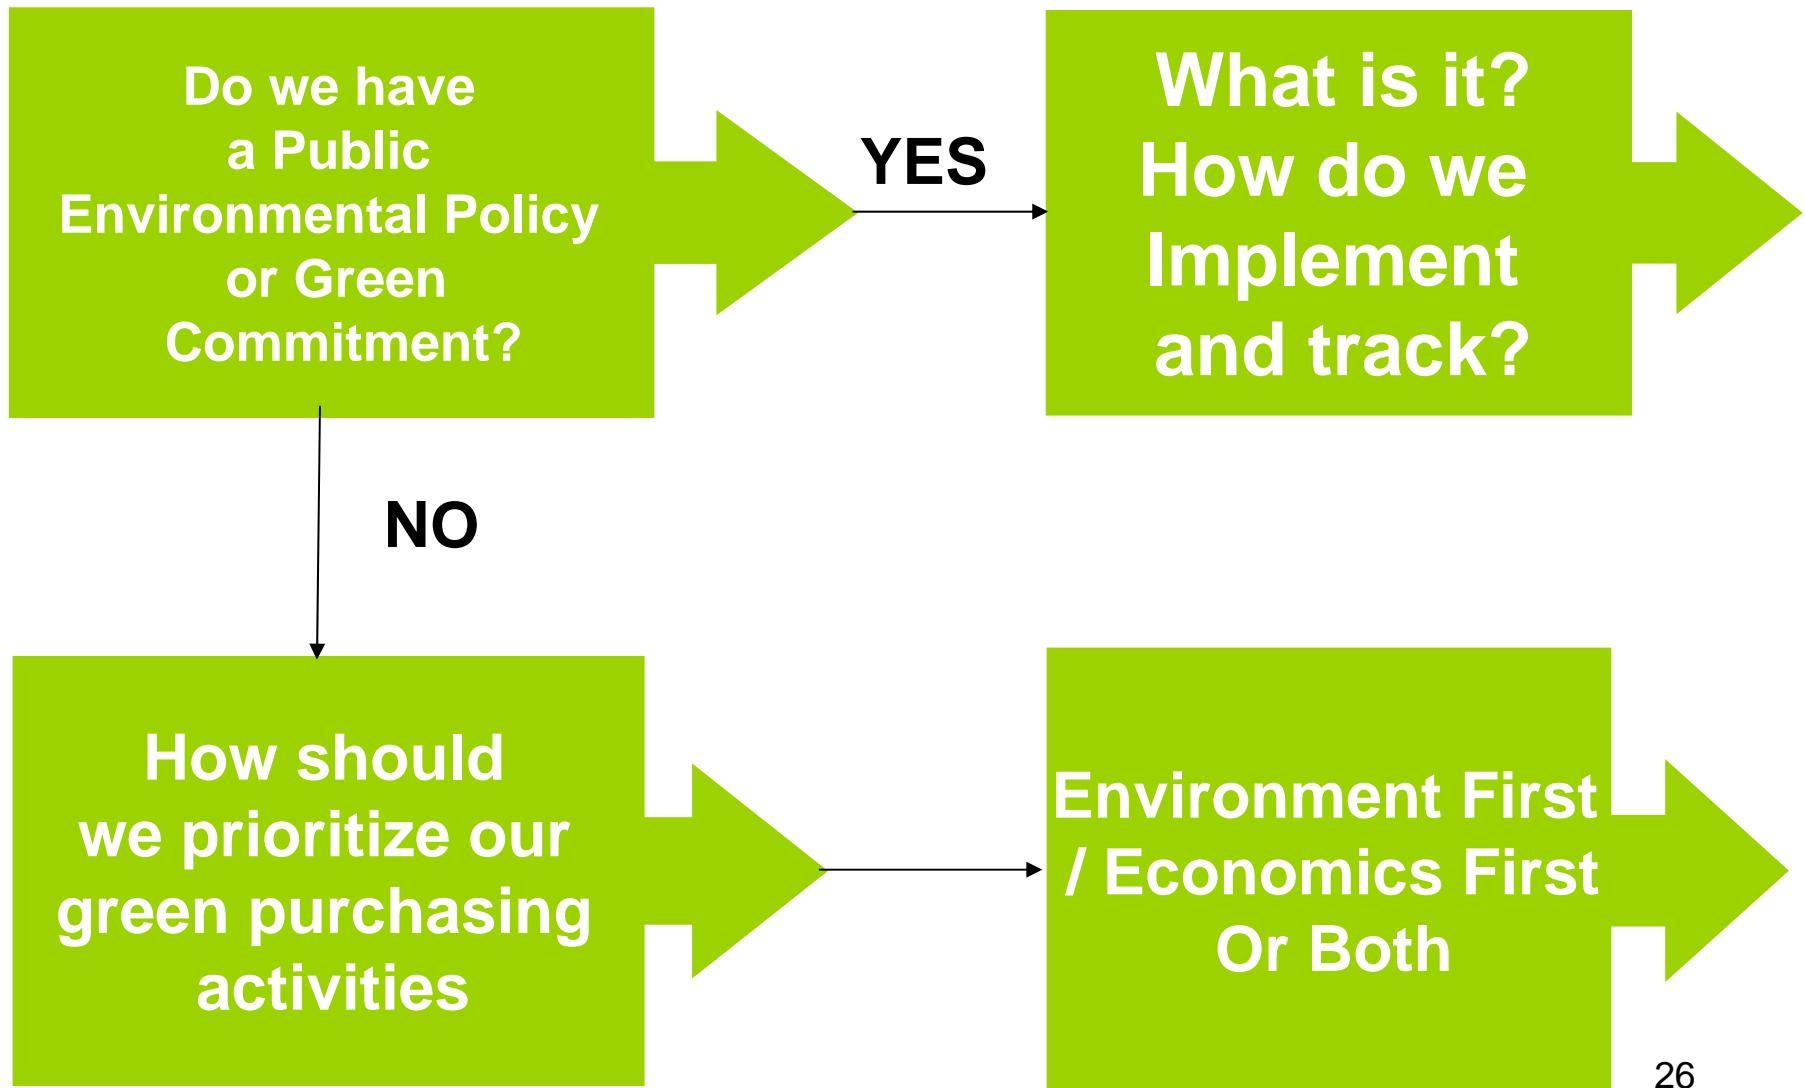 Do we have
a Public
Environmental Policy
or Green
Commitment?
YES
What is it?
How do we
Implement
and track?
NO
How should
we prioritize our
green purchasing
activities
Environment First
/ Economics First
Or Both
26